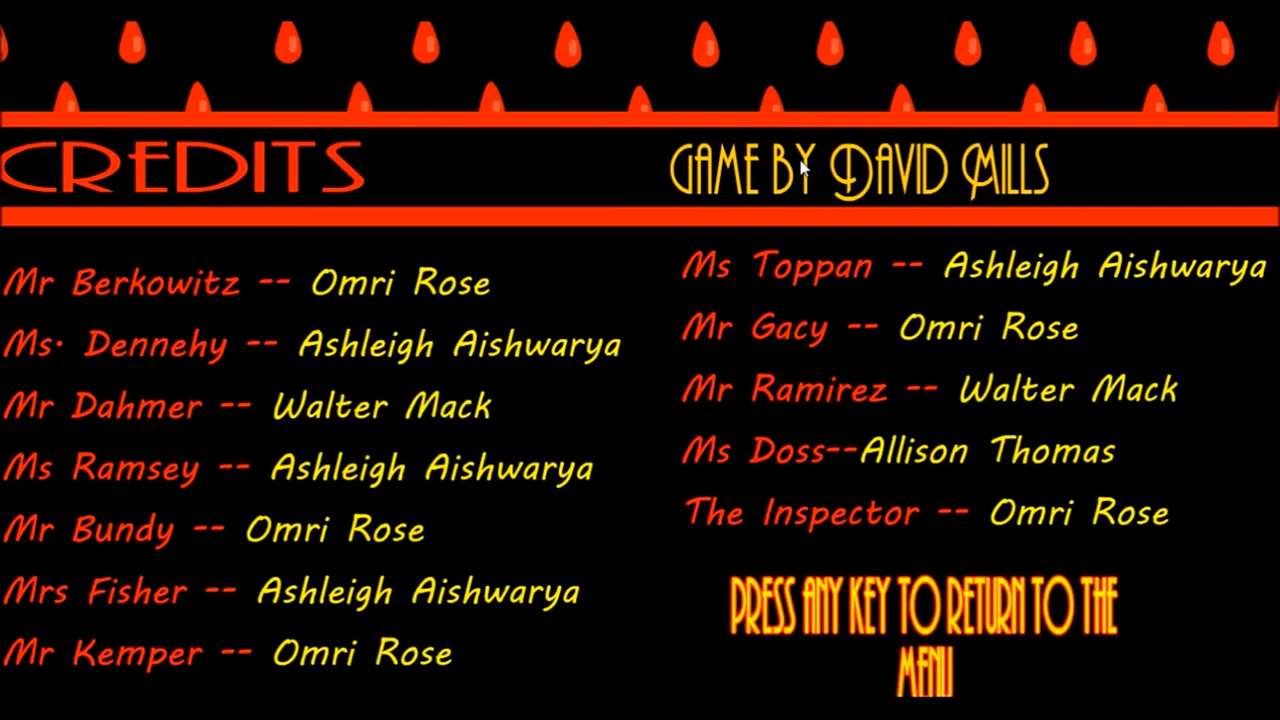 CREDITS
GAME BY DAVID MILLS
Mr Berkowitz -- Omri Rose
Ms. Dennehy -- Ashleigh Aishwarya
Mr Dahmer -- Walter Mack
Ms Ramsey -- Ashleigh Aishwarya
Mr Bundy -- Omri Rose
Mrs Fisher -- Ashleigh Aishwarya
Mr Kemper -- Omri Rose
Ms Toppan -- Ashleigh Aishwarya
Mr Gacy -- Omri Rose
Mr Ramirez -- Walter Mack
Ms Doss--Allison Thomas
The Inspector -- Omri Rose
PRESS ANY KEY TO RETURN TO THE
MENU